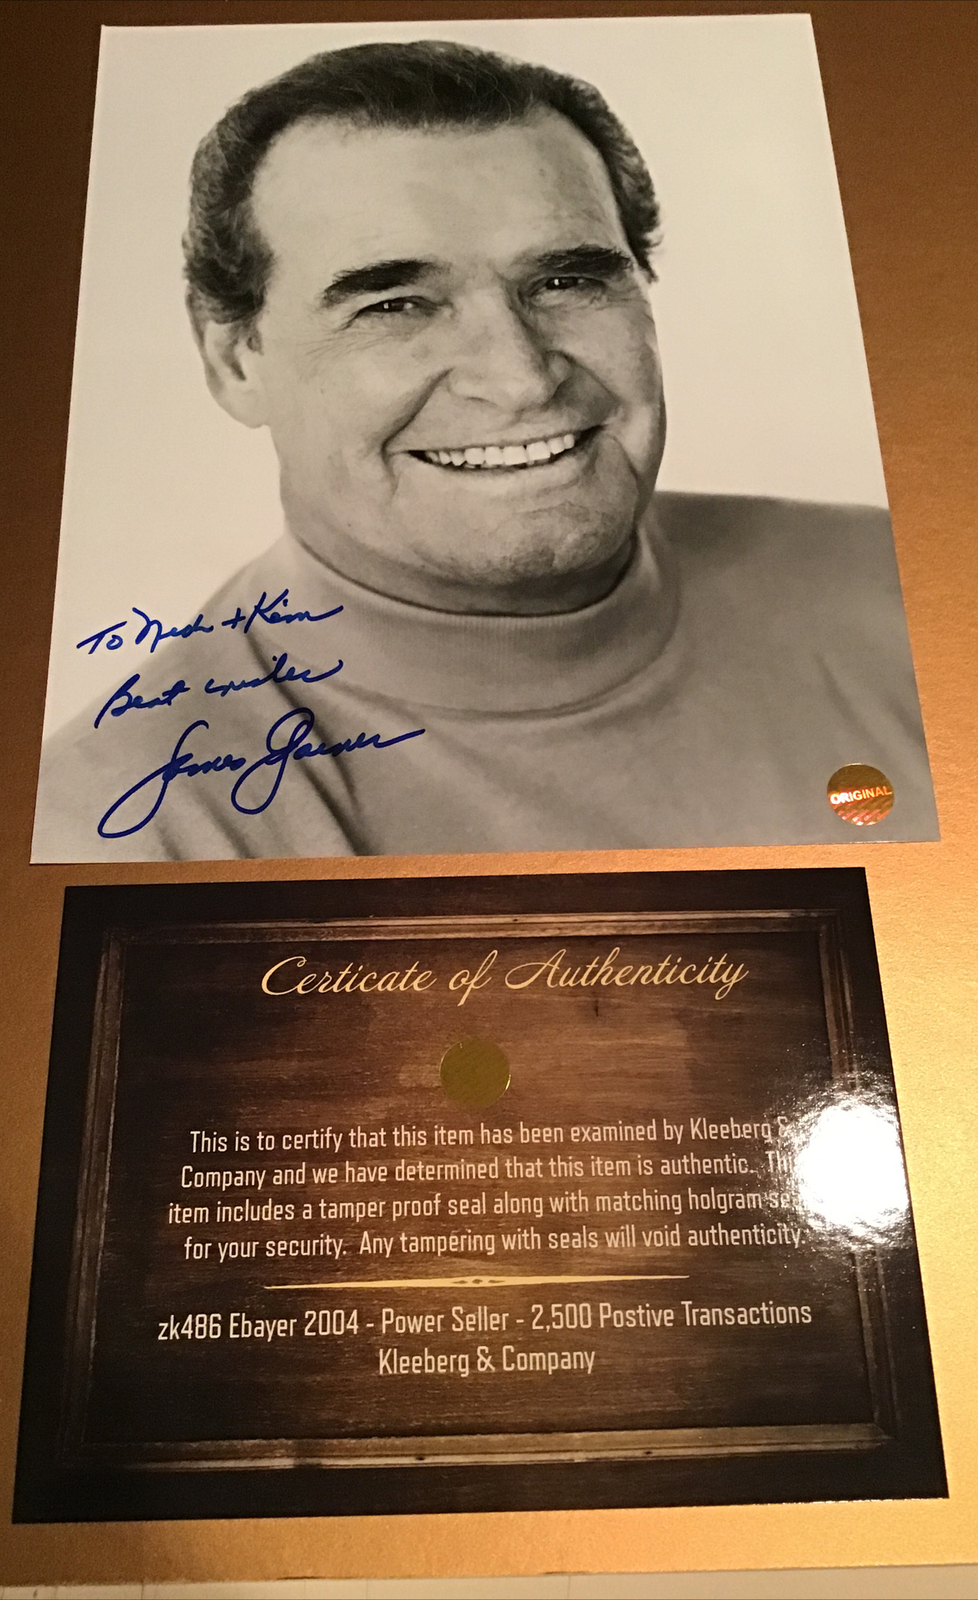 To Neal + Kim
Best wishes
James Garner
ORIGINAL
Certicate of Authenticity
This is to certify that this item has been examined by Kleeberg &
Company and we have determined that this item is authentic. Th
item includes a tamper proof seal along with matching holgram se
for your security. Any tampering with seals will void authenticity.
zk486 Ebayer 2004 - Power Seller - 2,500 Postive Transactions
Kleeberg & Company